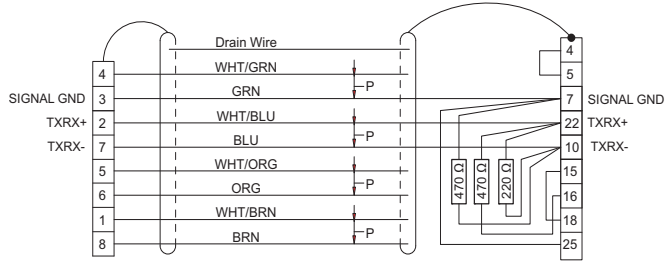 Drain Wire
4
WHT/GRN
4
5
P
SIGNAL GND
3
GRN
7
SIGNAL GND
TXRX+
2
WHT/BLU
22
TXRX+
P
TXRX-
7
BLU
10
TXRX-
5
WHT/ORG
15
P
470 Ω
470 Ω
220 Ω
6
ORG
16
1
WHT/BRN
18
P
8
BRN
25